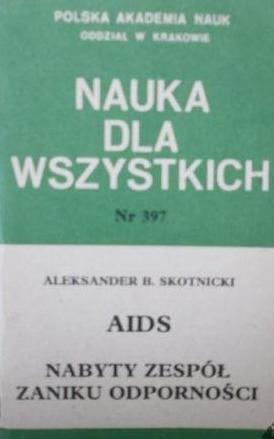 POLSKA AKADEMIA NAUK
ODDZIAŁ W KRAKOWIE
NAUKA
DLA
WSZYSTKICH
Nr 397
ALEKSANDER B. SKOTNICKI
AIDS
NABYTY ZESPÓŁ
ZANIKU ODPORNOŚCI